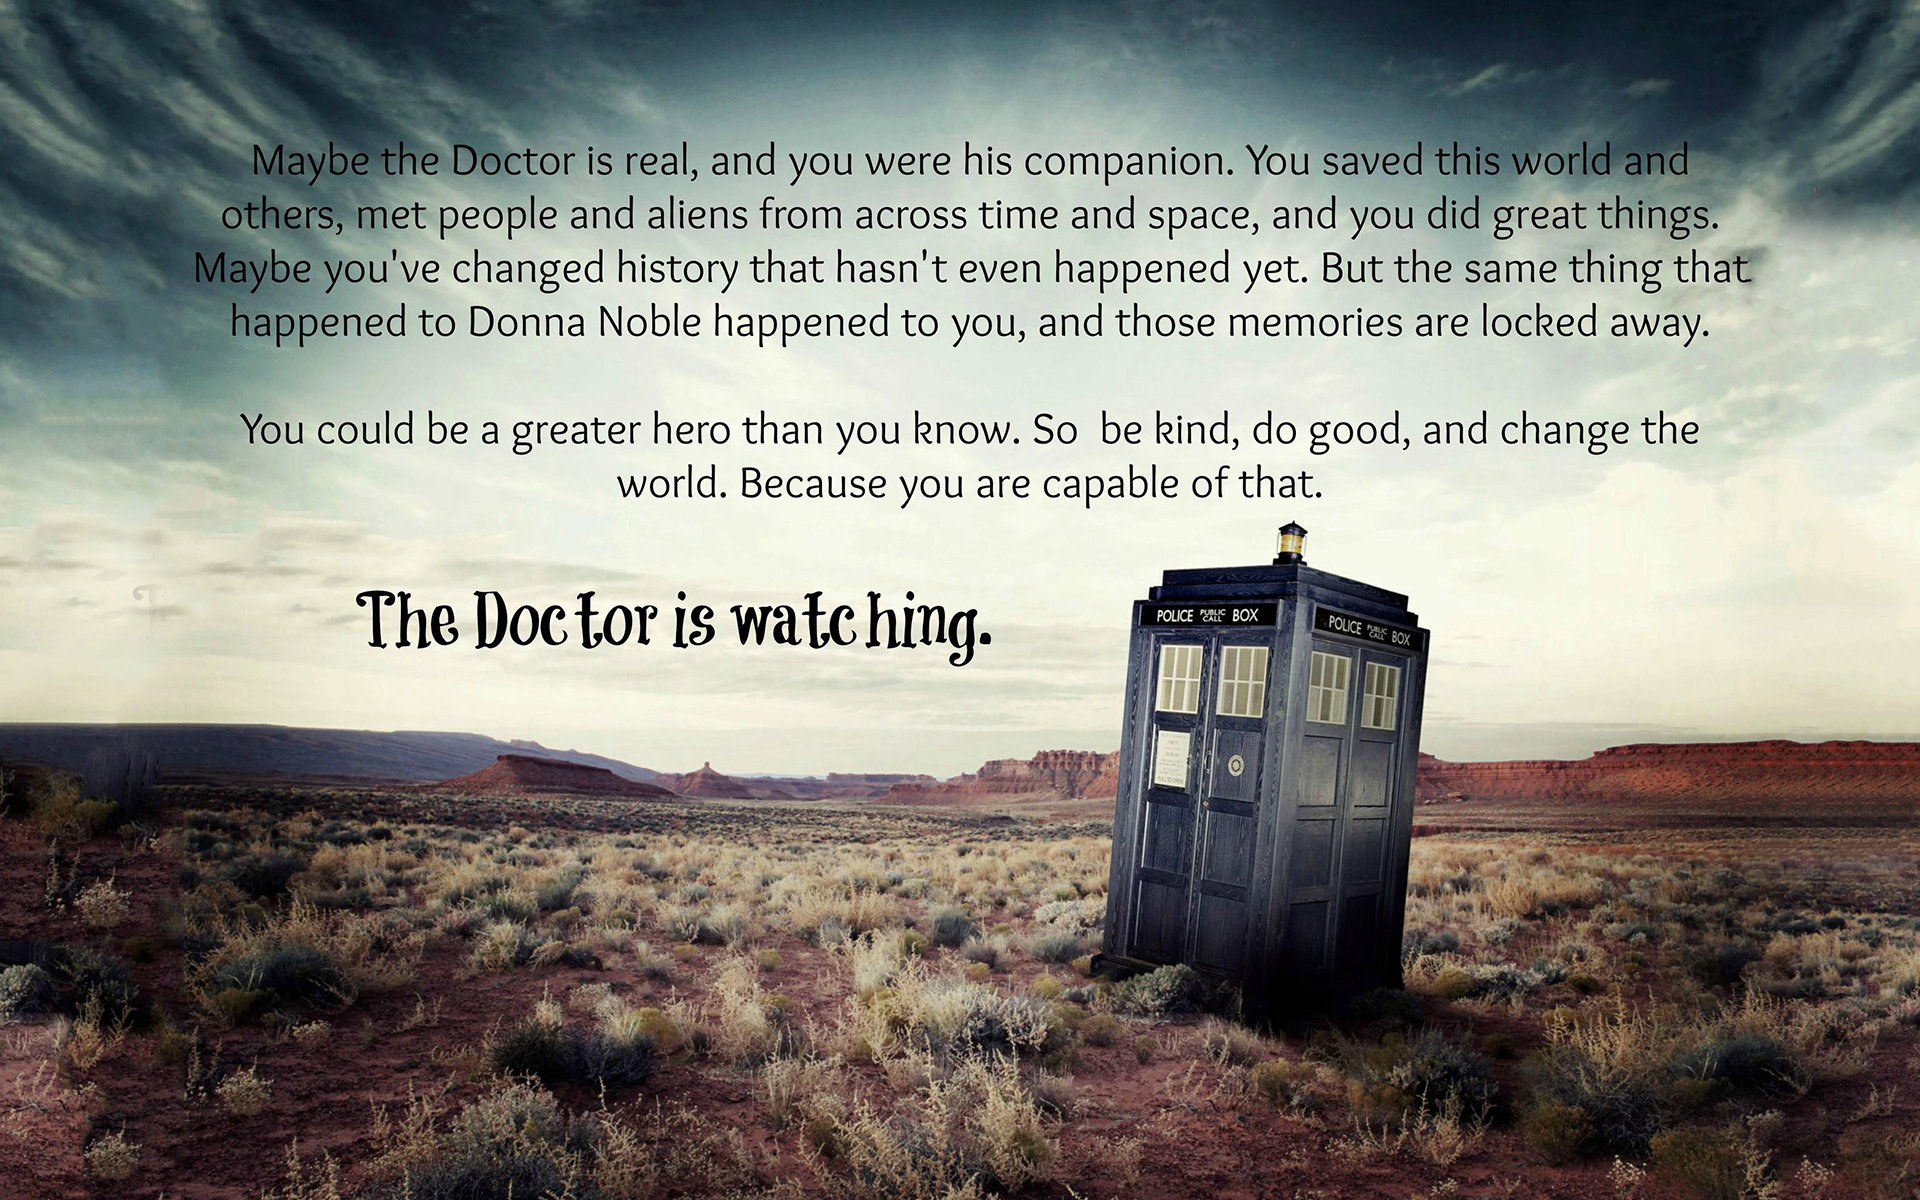 Maybe the Doctor is real, and you were his companion. You saved this world and
others, met people and aliens from across time and space, and you did great things.
Maybe you've changed history that hasn't even happened yet. But the same thing that
happened to Donna Noble happened to you, and those memories are locked away.
You could be a greater hero than you know. So  be kind, do good, and change the
world. Because you are capable of that.
The Doctor is watching.
POLICE PUBLIC CALL BOX
POLICE PUBLIC CALL BOX